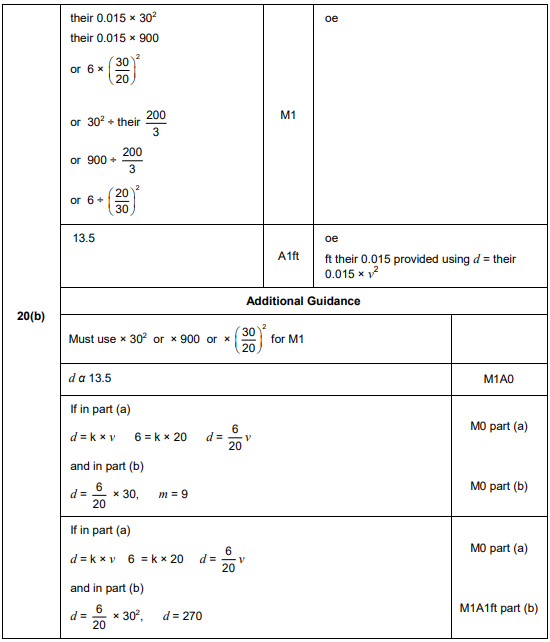 their 0.015 × 30²
their 0.015 × 900
or 6 × (30/20)²
or 30² ÷ their 200/3
or 900 ÷ 200/3
or 6 ÷ (20/30)²
M1
oe
13.5
A1ft
oe
ft their 0.015 provided using d = their
0.015 × v²
20(b)
Additional Guidance
Must use × 30² or × 900 or × (30/20)² for M1
d α 13.5
M1A0
If in part (a)
d = k × v 6 = k × 20 d = 6/20 v
and in part (b)
d = 6/20 × 30, m = 9
M0 part (a)
M0 part (b)
If in part (a)
d = k × v 6 = k × 20 d = 6/20 v
and in part (b)
d = 6/20 × 30², d = 270
M0 part (a)
M1A1ft part (b)